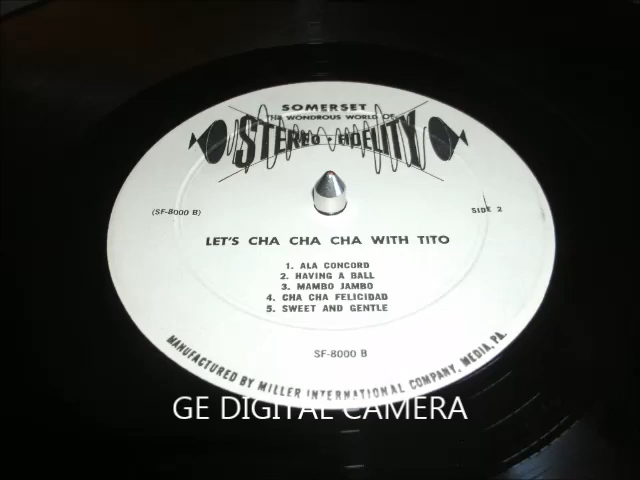 SOMERSET
THE WONDROUS WORLD OF
STEREO • FIDELITY
(SF-8000 B)
SIDE 2
LET'S CHA CHA CHA WITH TITO
1. ALA CONCORD
2. HAVING A BALL
3. MAMBO JAMBO
4. CHA CHA FELICIDAD
5. SWEET AND GENTLE
SF-8000 B
MANUFACTURED BY MILLER INTERNATIONAL COMPANY, MEDIA, PA.
GE DIGITAL CAMERA